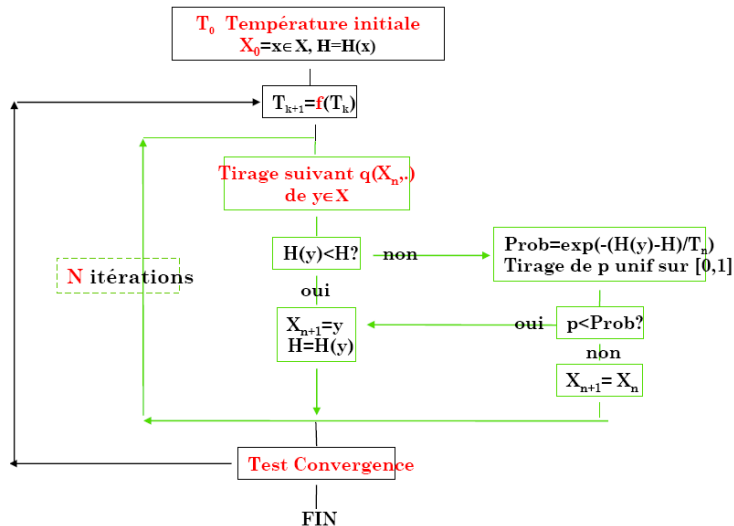 T₀ Température initiale
X₀=x∈X, H=H(x)
Tₖ₊₁=f(Tₖ)
Tirage suivant q(Xₙ,.)
de y∈X
H(y)<H?
non
Prob=exp(-(H(y)-H)/Tₙ)
Tirage de p unif sur [0,1]
N itérations
oui
Xₙ₊₁=y
H=H(y)
oui
p<Prob?
non
Xₙ₊₁= Xₙ
Test Convergence
FIN